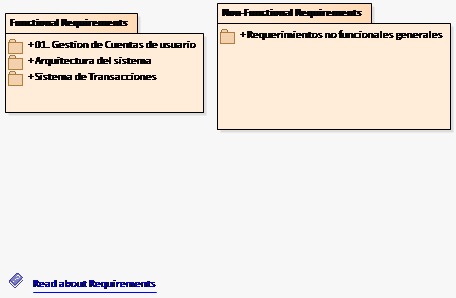 Functional Requirements
+01. Gestion de Cuentas de usuario
+Arquitectura del sistema
+Sistema de Transacciones
Non-Functional Requirements
+Requerimientos no funcionales generales
Read about Requirements